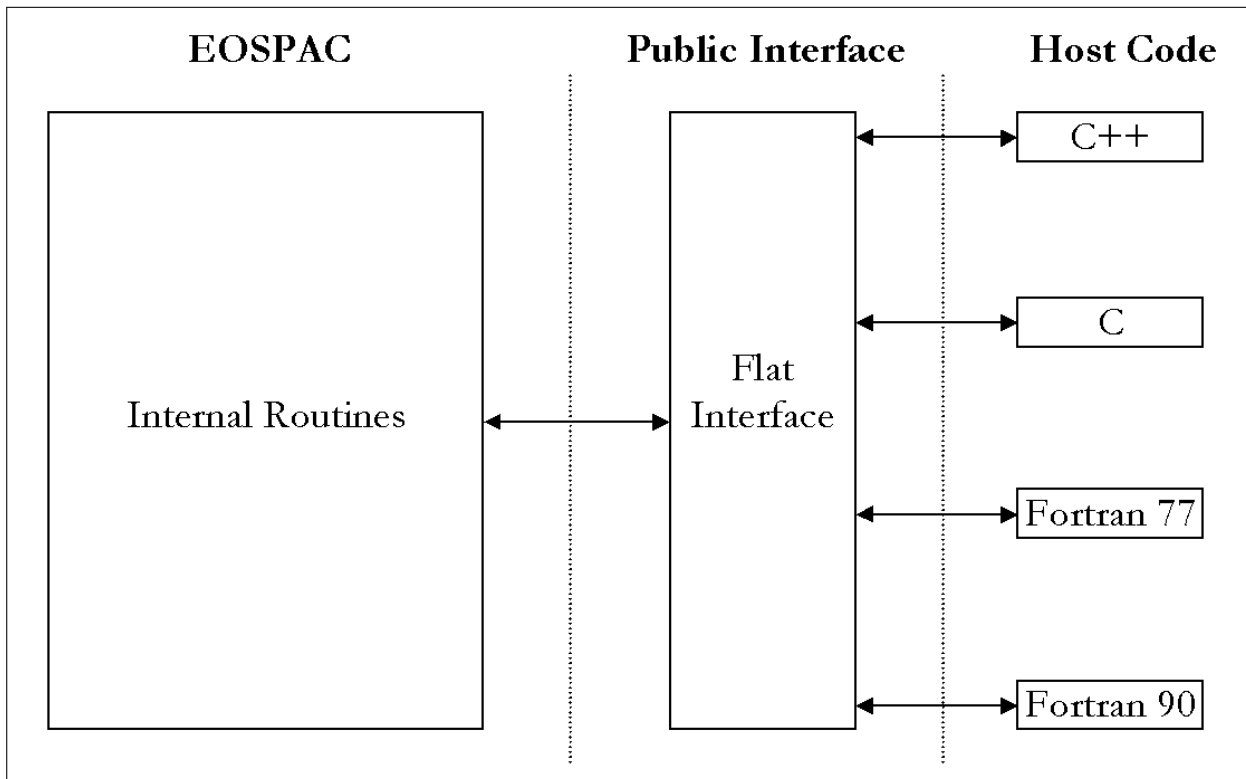 EOSPAC
Public Interface
Host Code
Internal Routines
Flat
Interface
C++
C
Fortran 77
Fortran 90